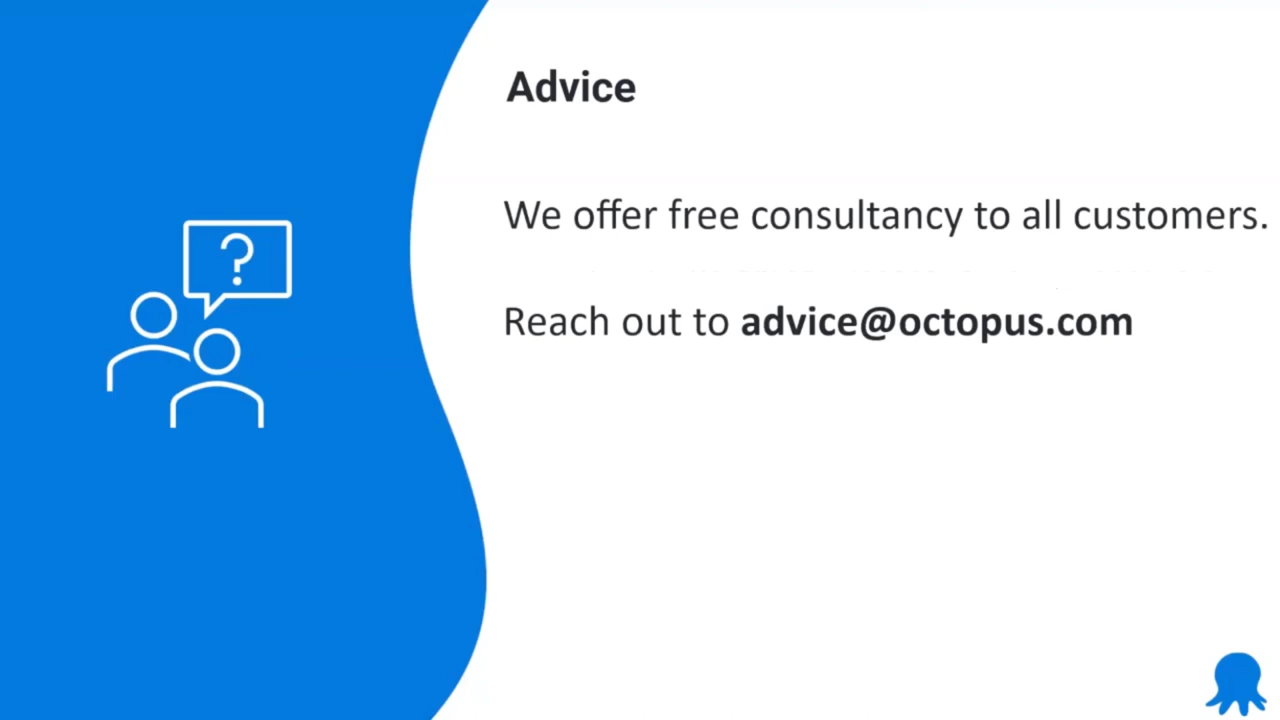 Advice
?
We offer free consultancy to all customers.
Reach out to advice@octopus.com